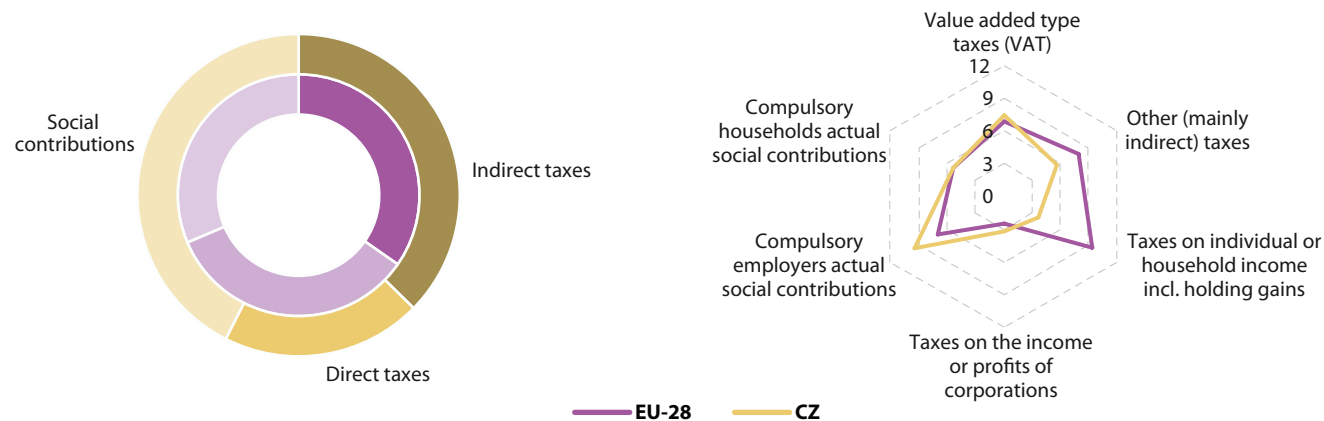 Social
contributions
Indirect taxes
Direct taxes
Value added type
taxes (VAT)
12
9
6
3
0
Other (mainly
indirect) taxes
Taxes on individual or
household income
incl. holding gains
Taxes on the income
or profits of
corporations
Compulsory
employers actual
social contributions
Compulsory
households actual
social contributions
EU-28
CZ